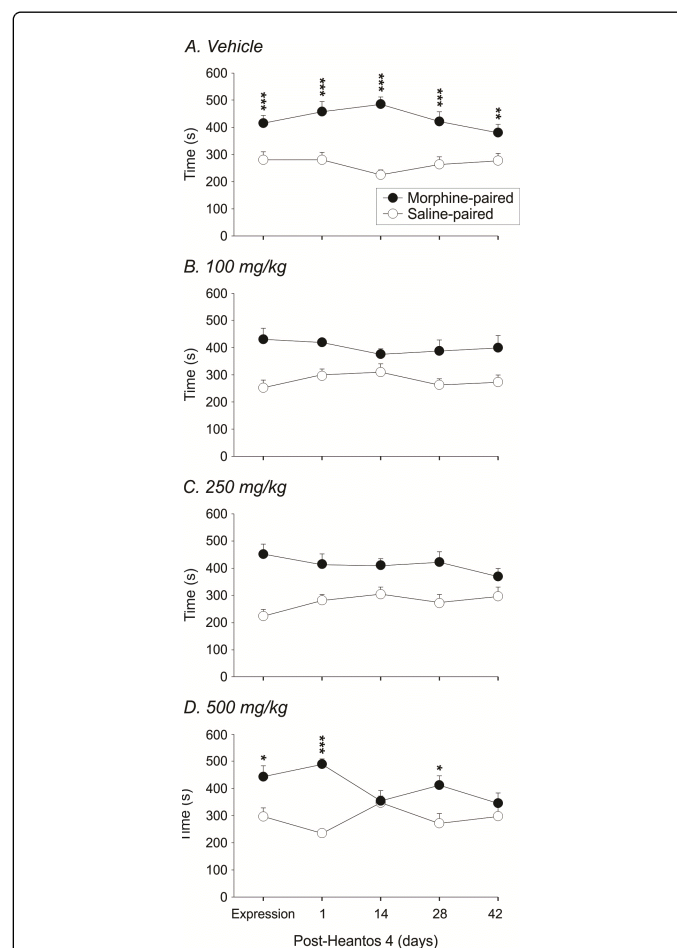 A. Vehicle
600
500
400
300
200
100
0
Time (s)
*** *** *** *** **
Morphine-paired
Saline-paired
B. 100 mg/kg
600
500
400
300
200
100
0
Time (s)
C. 250 mg/kg
600
500
400
300
200
100
0
Time (s)
D. 500 mg/kg
600
500
400
300
200
100
0
Time (s)
* *** *
Expression 1 14 28 42
Post-Heantos 4 (days)